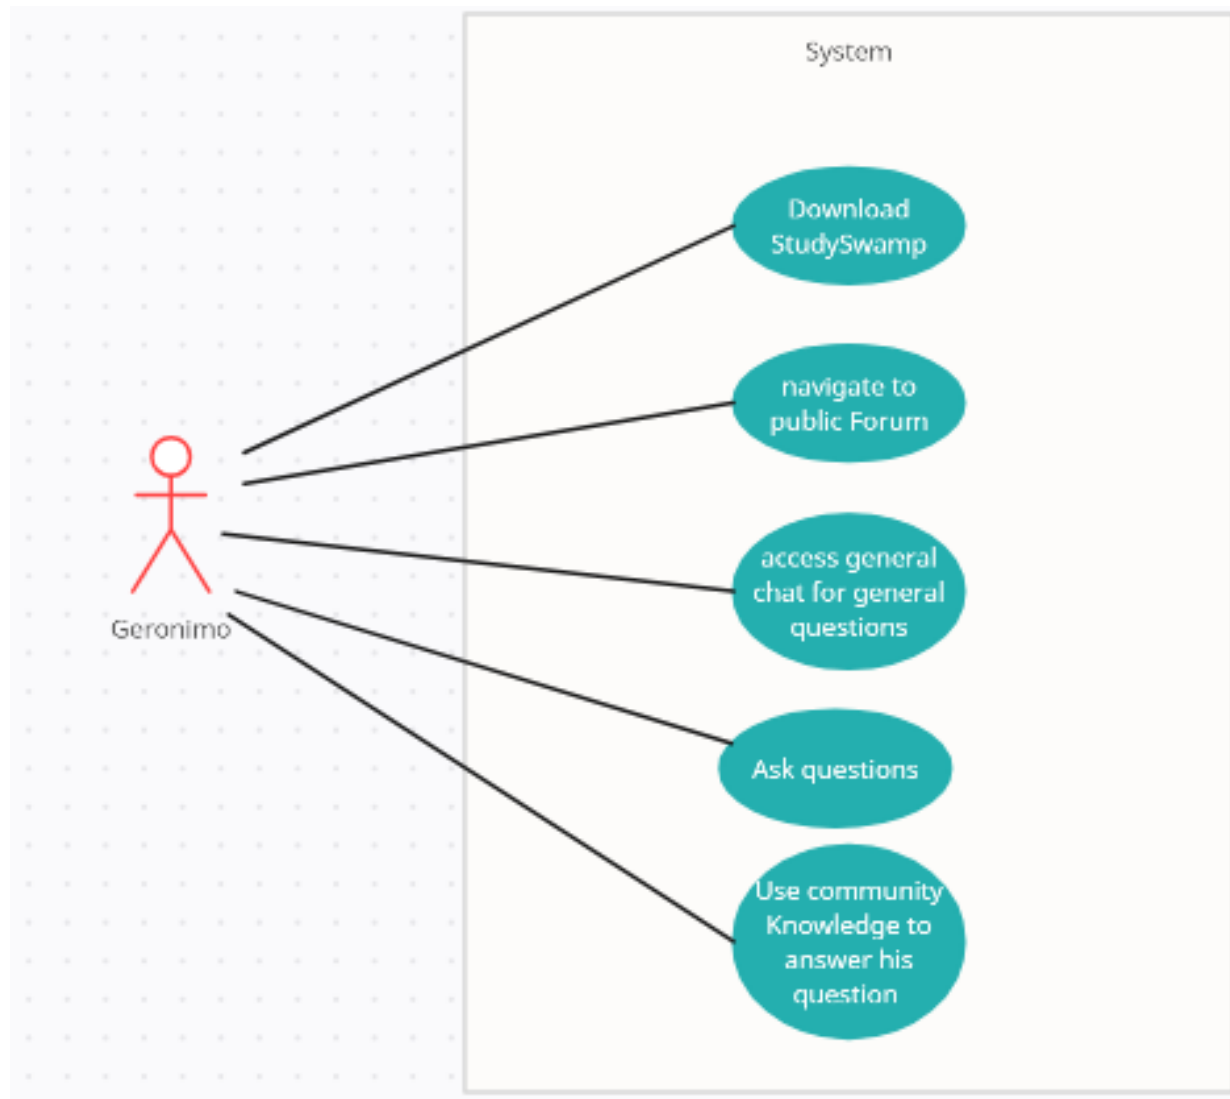 System
Download
StudySwamp
navigate to
public Forum
access general
chat for general
questions
Geronimo
Ask questions
Use community
Knowledge to
answer his
question